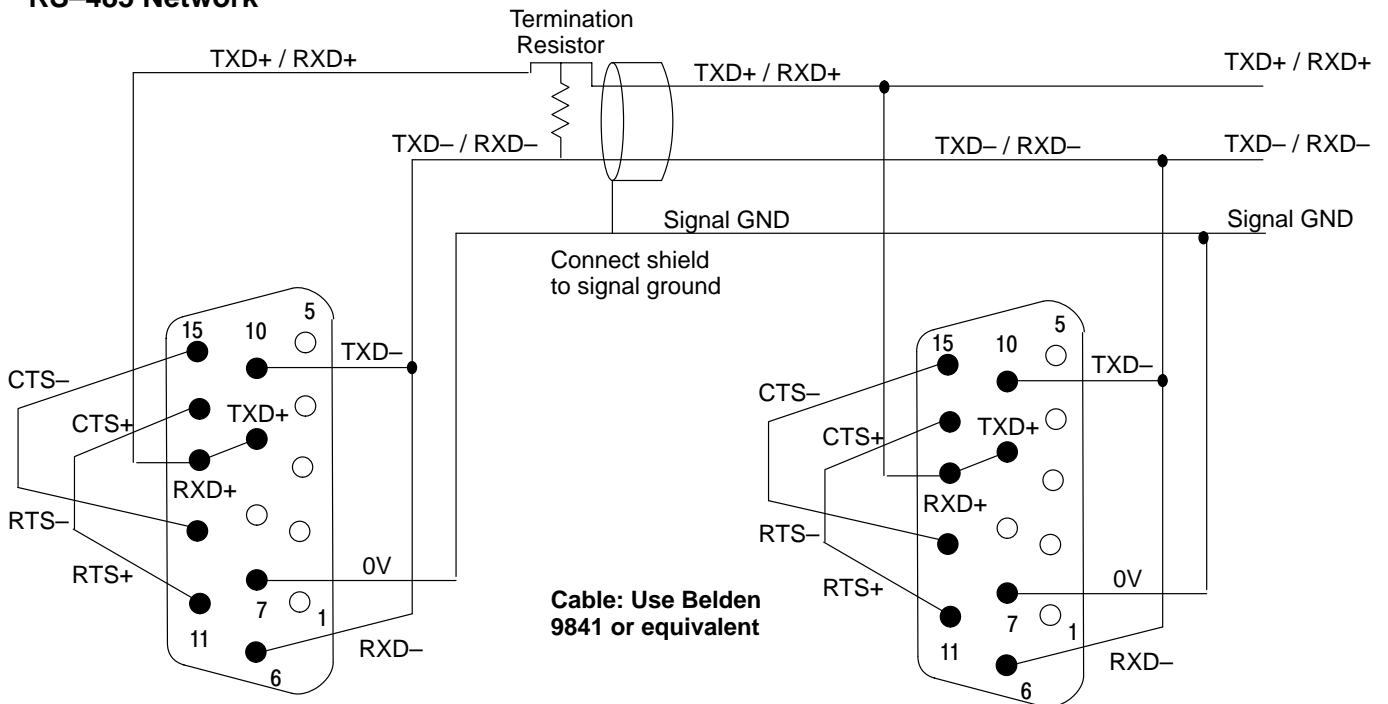 RS–485 Network
Termination
Resistor
TXD+ / RXD+
TXD+ / RXD+
TXD+ / RXD+
TXD– / RXD–
TXD– / RXD–
TXD– / RXD–
Signal GND
Signal GND
Connect shield
to signal ground
15
10
5
TXD–
CTS–
CTS+
TXD+
RXD+
RTS–
RTS+
0V
7
1
11
6
RXD–
Cable: Use Belden
9841 or equivalent
15
10
5
TXD–
CTS–
CTS+
TXD+
RXD+
RTS–
RTS+
0V
7
1
11
6
RXD–